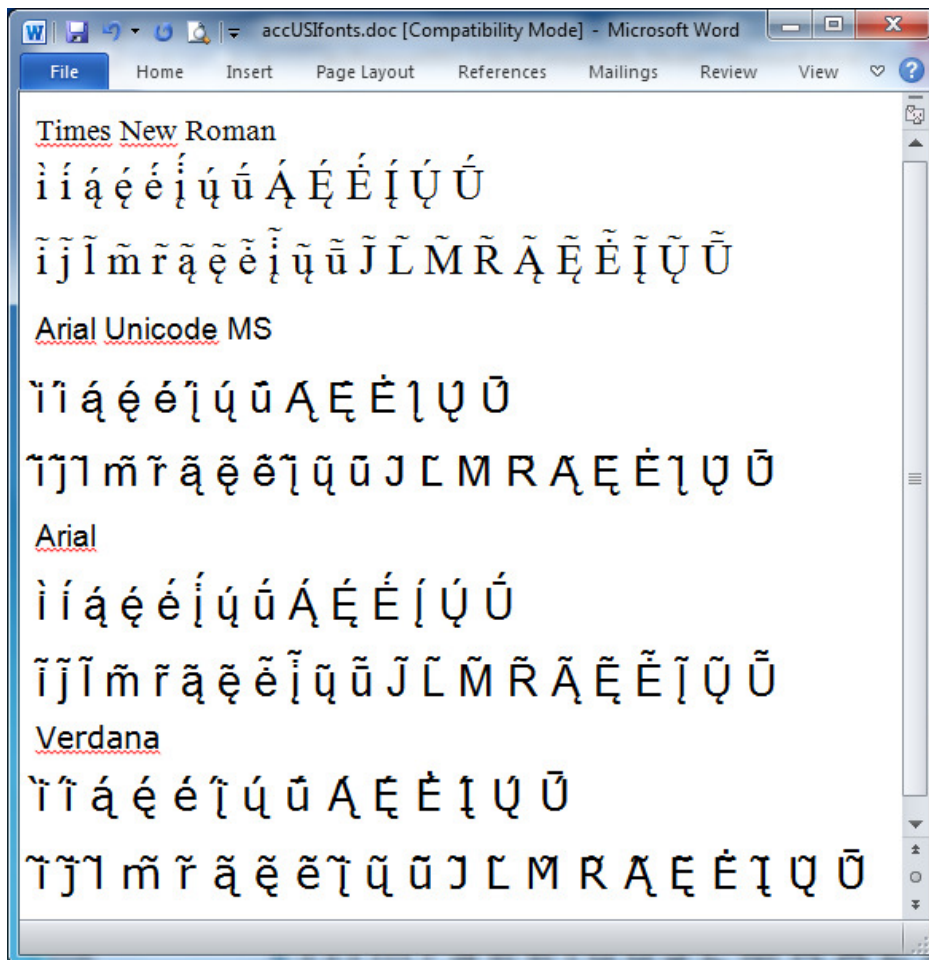 accUSIfonts.doc [Compatibility Mode] - Microsoft Word
File Home Insert Page Layout References Mailings Review View
Times New Roman
i̇̀ i̇́ ą́ ę́ ė́ į̇́ ų́ ū́ Ą́ Ę́ Ė́ Į́ Ų́ Ū́
i̇̃ j̇̃ l̃ m̃ r̃ ą̃ ę̃ ė̃ į̇̃ ų̃ ū̃ J̃ L̃ M̃ R̃ Ą̃ Ę̃ Ė̃ Į̃ Ų̃ Ū̃
Arial Unicode MS
i̇̀ i̇́ ą́ ę́ ė́ į̇́ ų́ ū́ Ą́ Ę́ Ė́ Į́ Ų́ Ū́
i̇̃ j̇̃ l̃ m̃ r̃ ą̃ ę̃ ė̃ į̇̃ ų̃ ū̃ J̃ L̃ M̃ R̃ Ą̃ Ę̃ Ė̃ Į̃ Ų̃ Ū̃
Arial
i̇̀ i̇́ ą́ ę́ ė́ į̇́ ų́ ū́ Ą́ Ę́ Ė́ Į́ Ų́ Ū́
i̇̃ j̇̃ l̃ m̃ r̃ ą̃ ę̃ ė̃ į̇̃ ų̃ ū̃ J̃ L̃ M̃ R̃ Ą̃ Ę̃ Ė̃ Į̃ Ų̃ Ū̃
Verdana
i̇̀ i̇́ ą́ ę́ ė́ į̇́ ų́ ū́ Ą́ Ę́ Ė́ Į́ Ų́ Ū́
i̇̃ j̇̃ l̃ m̃ r̃ ą̃ ę̃ ė̃ į̇̃ ų̃ ū̃ J̃ L̃ M̃ R̃ Ą̃ Ę̃ Ė̃ Į̃ Ų̃ Ū̃